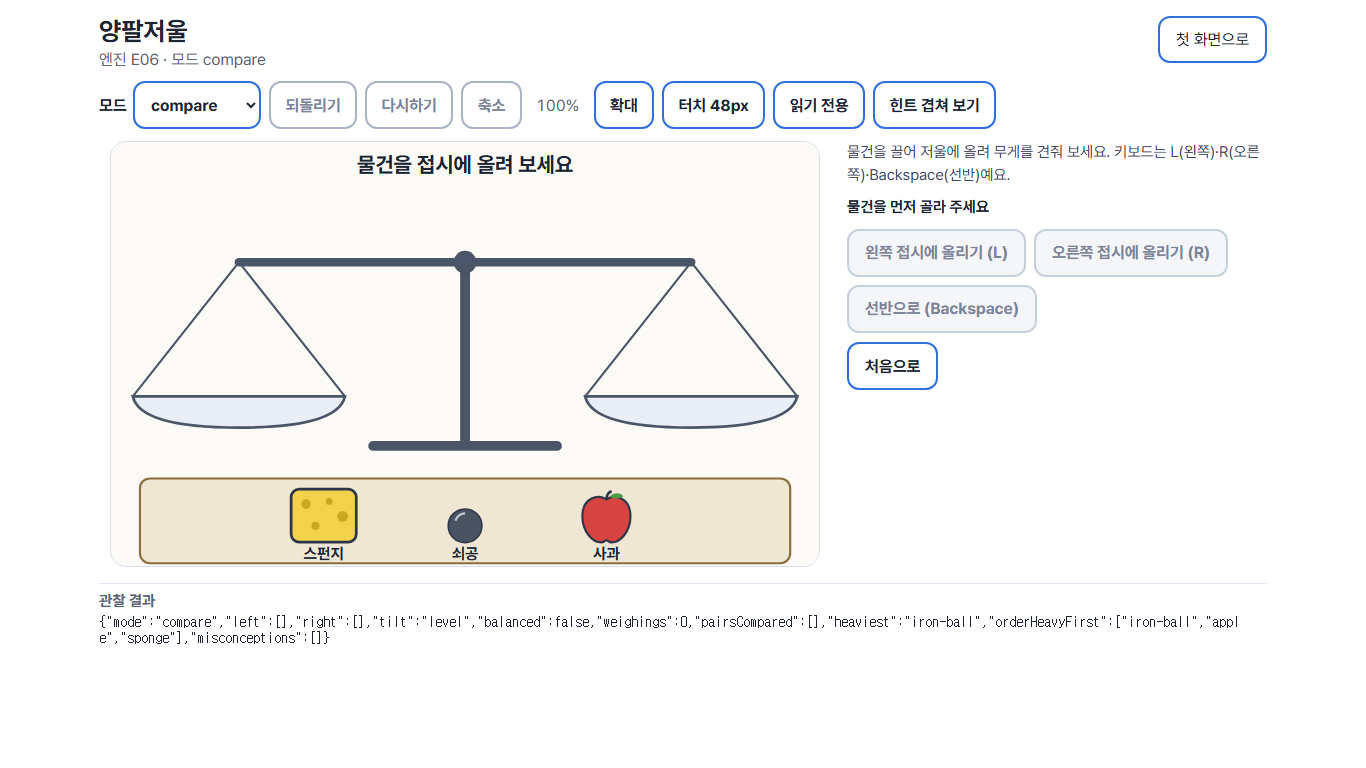 양팔저울
엔진 E06 · 모드 compare
첫 화면으로
모드 compare 되돌리기 다시하기 축소 100% 확대 터치 48px 읽기 전용 힌트 겹쳐 보기
물건을 접시에 올려 보세요
물건을 끌어 저울에 올려 무게를 견줘 보세요. 키보드는 L(왼쪽)·R(오른
쪽)·Backspace(선반)예요.
물건을 먼저 골라 주세요
왼쪽 접시에 올리기 (L) 오른쪽 접시에 올리기 (R)
선반으로 (Backspace)
처음으로
스펀지 쇠공 사과
관찰 결과
{"mode":"compare","left":[],"right":[],"tilt":"level","balanced":false,"weighings":0,"pairsCompared":[],"heaviest":"iron-ball","orderHeavyFirst":["iron-ball","appl
e","sponge"],"misconceptions":[]}